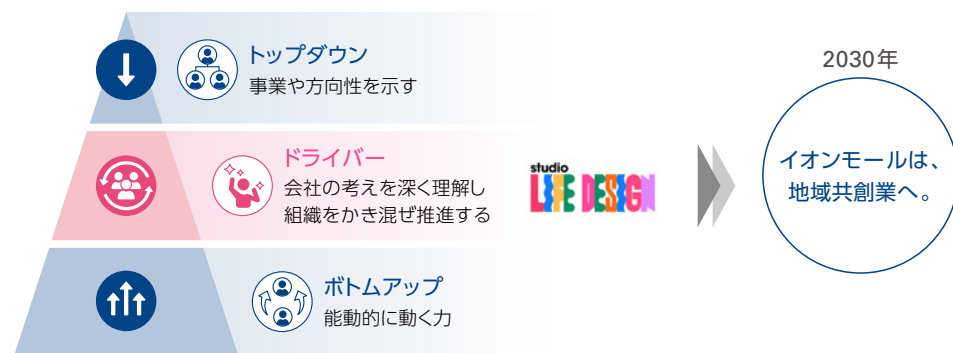 トップダウン
事業や方向性を示す
ドライバー
会社の考えを深く理解し
組織をかき混ぜ推進する
studio
LIFE DESIGN
ボトムアップ
能動的に動く力
2030年
イオンモールは、
地域共創業へ。